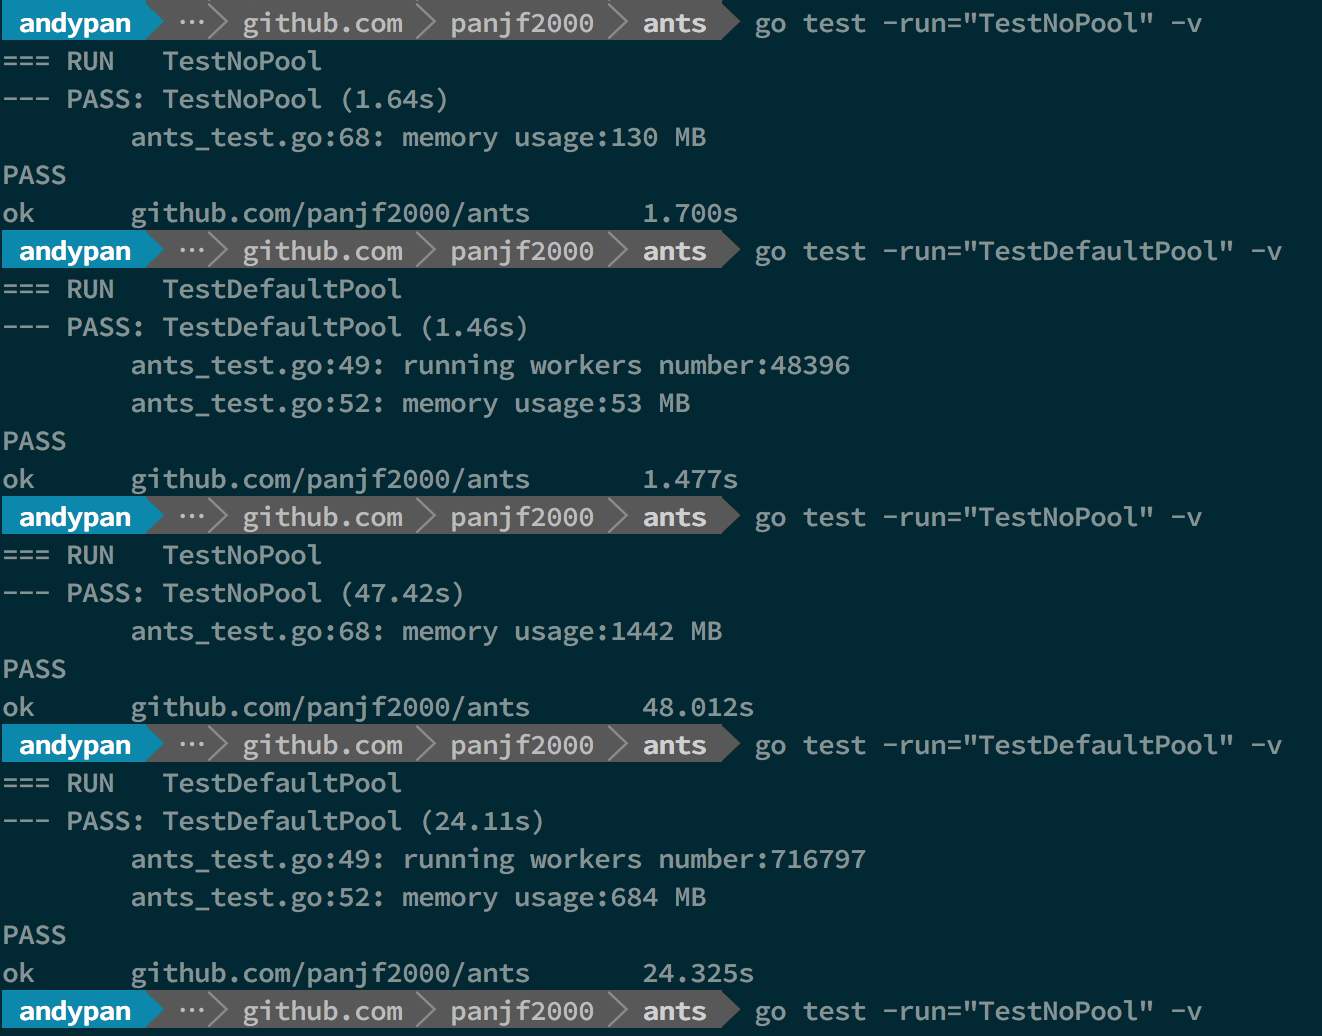 andypan ··· github.com panjf2000 ants go test -run="TestNoPool" -v
=== RUN   TestNoPool
--- PASS: TestNoPool (1.64s)
        ants_test.go:68: memory usage:130 MB
PASS
ok      github.com/panjf2000/ants       1.700s
andypan ··· github.com panjf2000 ants go test -run="TestDefaultPool" -v
=== RUN   TestDefaultPool
--- PASS: TestDefaultPool (1.46s)
        ants_test.go:49: running workers number:48396
        ants_test.go:52: memory usage:53 MB
PASS
ok      github.com/panjf2000/ants       1.477s
andypan ··· github.com panjf2000 ants go test -run="TestNoPool" -v
=== RUN   TestNoPool
--- PASS: TestNoPool (47.42s)
        ants_test.go:68: memory usage:1442 MB
PASS
ok      github.com/panjf2000/ants       48.012s
andypan ··· github.com panjf2000 ants go test -run="TestDefaultPool" -v
=== RUN   TestDefaultPool
--- PASS: TestDefaultPool (24.11s)
        ants_test.go:49: running workers number:716797
        ants_test.go:52: memory usage:684 MB
PASS
ok      github.com/panjf2000/ants       24.325s
andypan ··· github.com panjf2000 ants go test -run="TestNoPool" -v